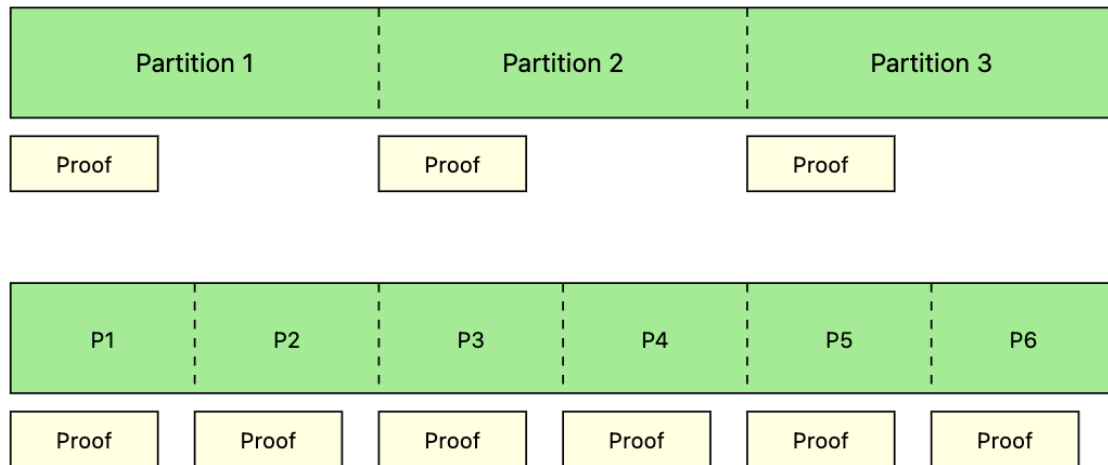 Partition 1 Partition 2 Partition 3
Proof Proof Proof
P1 P2 P3 P4 P5 P6
Proof Proof Proof Proof Proof Proof